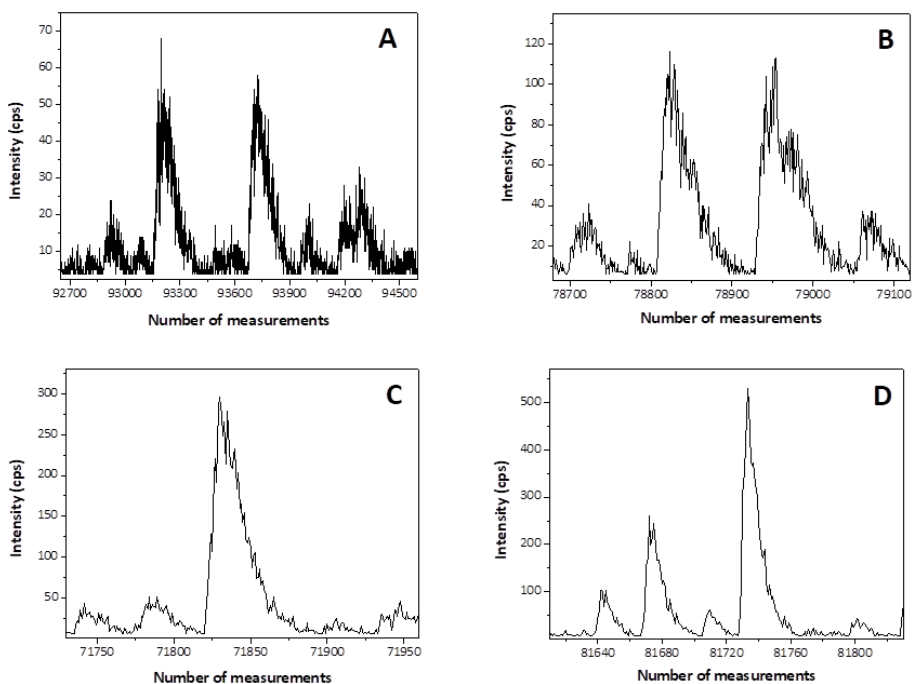 A
Intensity (cps)
70
60
50
40
30
20
10
92700 93000 93300 93600 93900 94200 94500
Number of measurements
B
Intensity (cps)
120
100
80
60
40
20
78700 78800 78900 79000 79100
Number of measurements
C
Intensity (cps)
300
250
200
150
100
50
71750 71800 71850 71900 71950
Number of measurements
D
Intensity (cps)
500
400
300
200
100
81640 81680 81720 81760 81800
Number of measurements